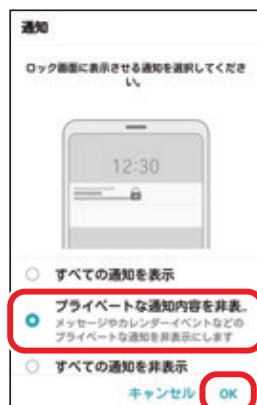 通知
ロック画面に表示させる通知を選択してくださ
い。
12:30
すべての通知を表示
プライベートな通知内容を非表..
メッセージやカレンダーイベントなどの
プライベートな通知を非表示にします
すべての通知を非表示
キャンセル OK